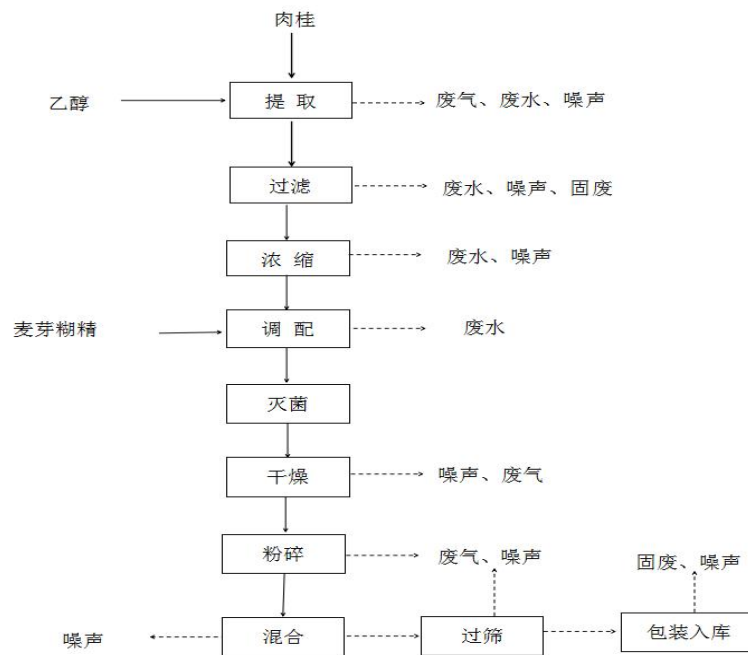 肉桂
乙醇
提 取
废气、废水、噪声
过滤
废水、噪声、固废
浓 缩
废水、噪声
麦芽糊精
调 配
废水
灭菌
干燥
噪声、废气
粉碎
废气、噪声
固废、噪声
噪声
混合
过筛
包装入库